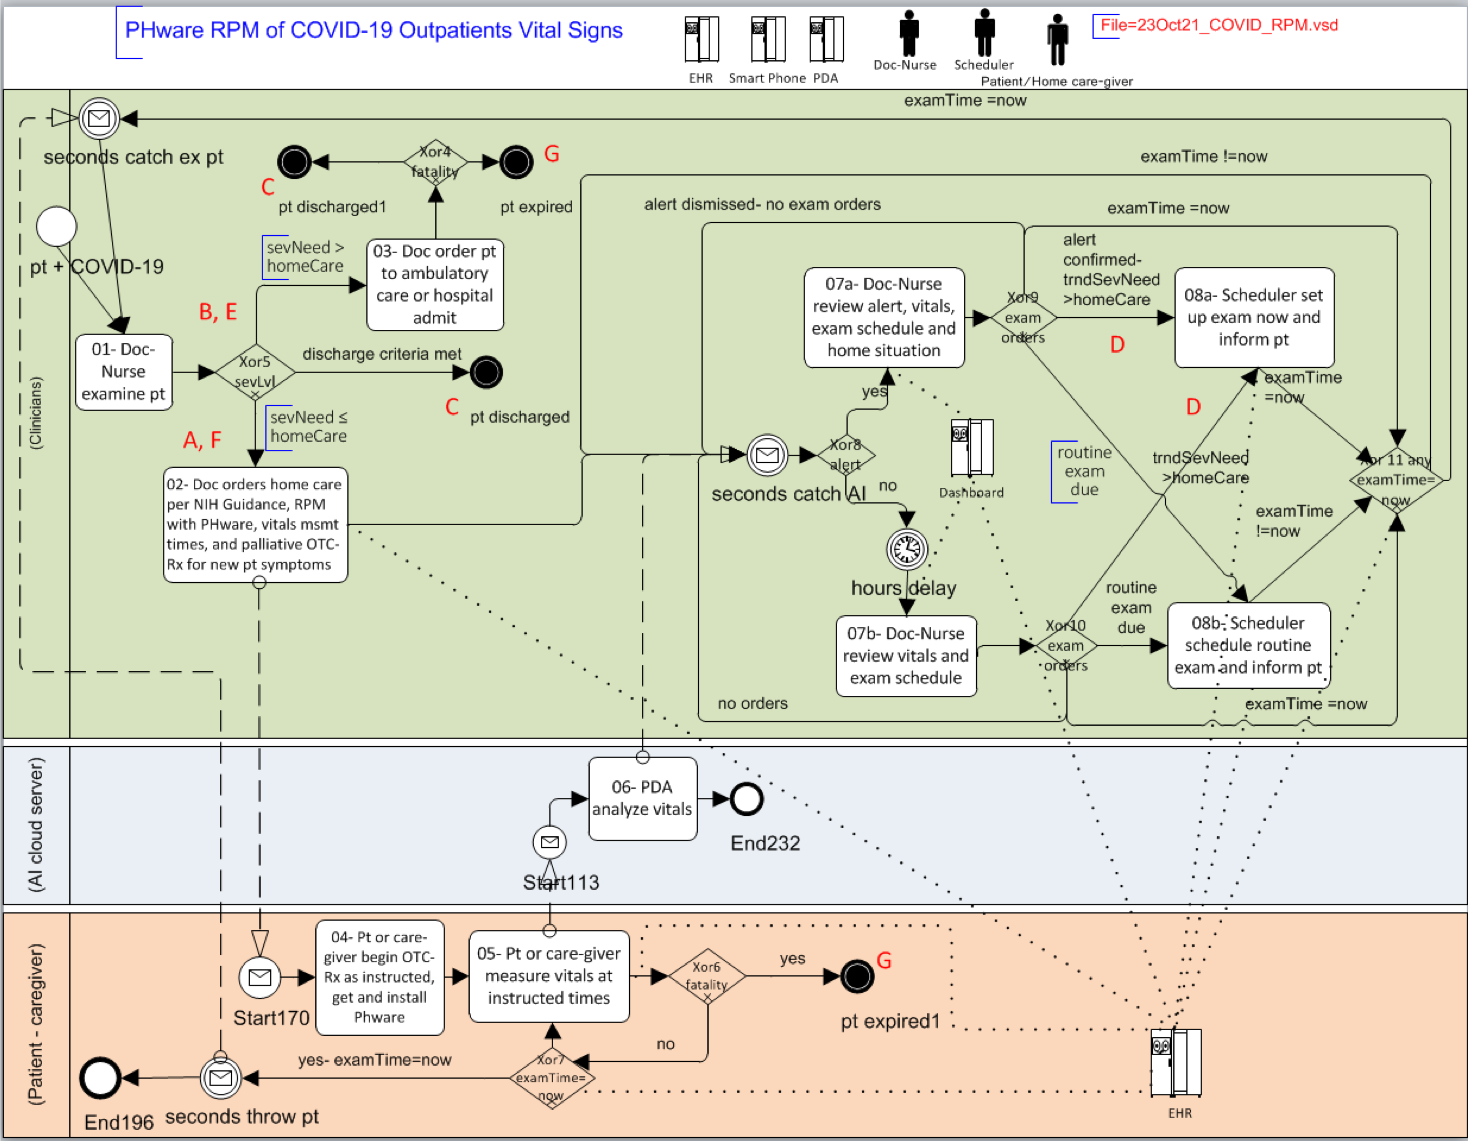 PHware RPM of COVID-19 Outpatients Vital Signs
EHR
Smart Phone
PDA
Doc-Nurse
Scheduler
Patient/Home care-giver
File=23Oct21_COVID_RPM.vsd
(Clinicians)
examTime =now
seconds catch ex pt
pt + COVID-19
C
pt discharged1
Xor4
fatality
G
pt expired
sevNeed >
homeCare
03- Doc order pt
to ambulatory
care or hospital
admit
B, E
01- Doc-
Nurse
examine pt
Xor5
sevLvl
discharge criteria met
C
pt discharged
A, F
sevNeed ≤
homeCare
02- Doc orders home care
per NIH Guidance, RPM
with PHware, vitals msmt
times, and palliative OTC-
Rx for new pt symptoms
examTime !=now
alert dismissed- no exam orders
examTime =now
07a- Doc-Nurse
review alert, vitals,
exam schedule and
home situation
Xor9
exam
orders
alert
confirmed-
trndSevNeed
>homeCare
D
08a- Scheduler set
up exam now and
inform pt
yes
seconds catch AI
Xor8
alert
no
Dashboard
routine
exam
due
D
trndSevNeed
>homeCare
examTime
=now
Xor 11 any
examTime=
now
examTime
!=now
hours delay
07b- Doc-Nurse
review vitals and
exam schedule
Xor10
exam
orders
routine
exam
due
08b- Scheduler
schedule routine
exam and inform pt
no orders
examTime =now
(AI cloud server)
06- PDA
analyze vitals
End232
Start113
(Patient - caregiver)
Start170
04- Pt or care-
giver begin OTC-
Rx as instructed,
get and install
Phware
05- Pt or care-giver
measure vitals at
instructed times
Xor6
fatality
yes
G
pt expired1
no
Xor7
examTime=
now
yes- examTime=now
seconds throw pt
End196
EHR